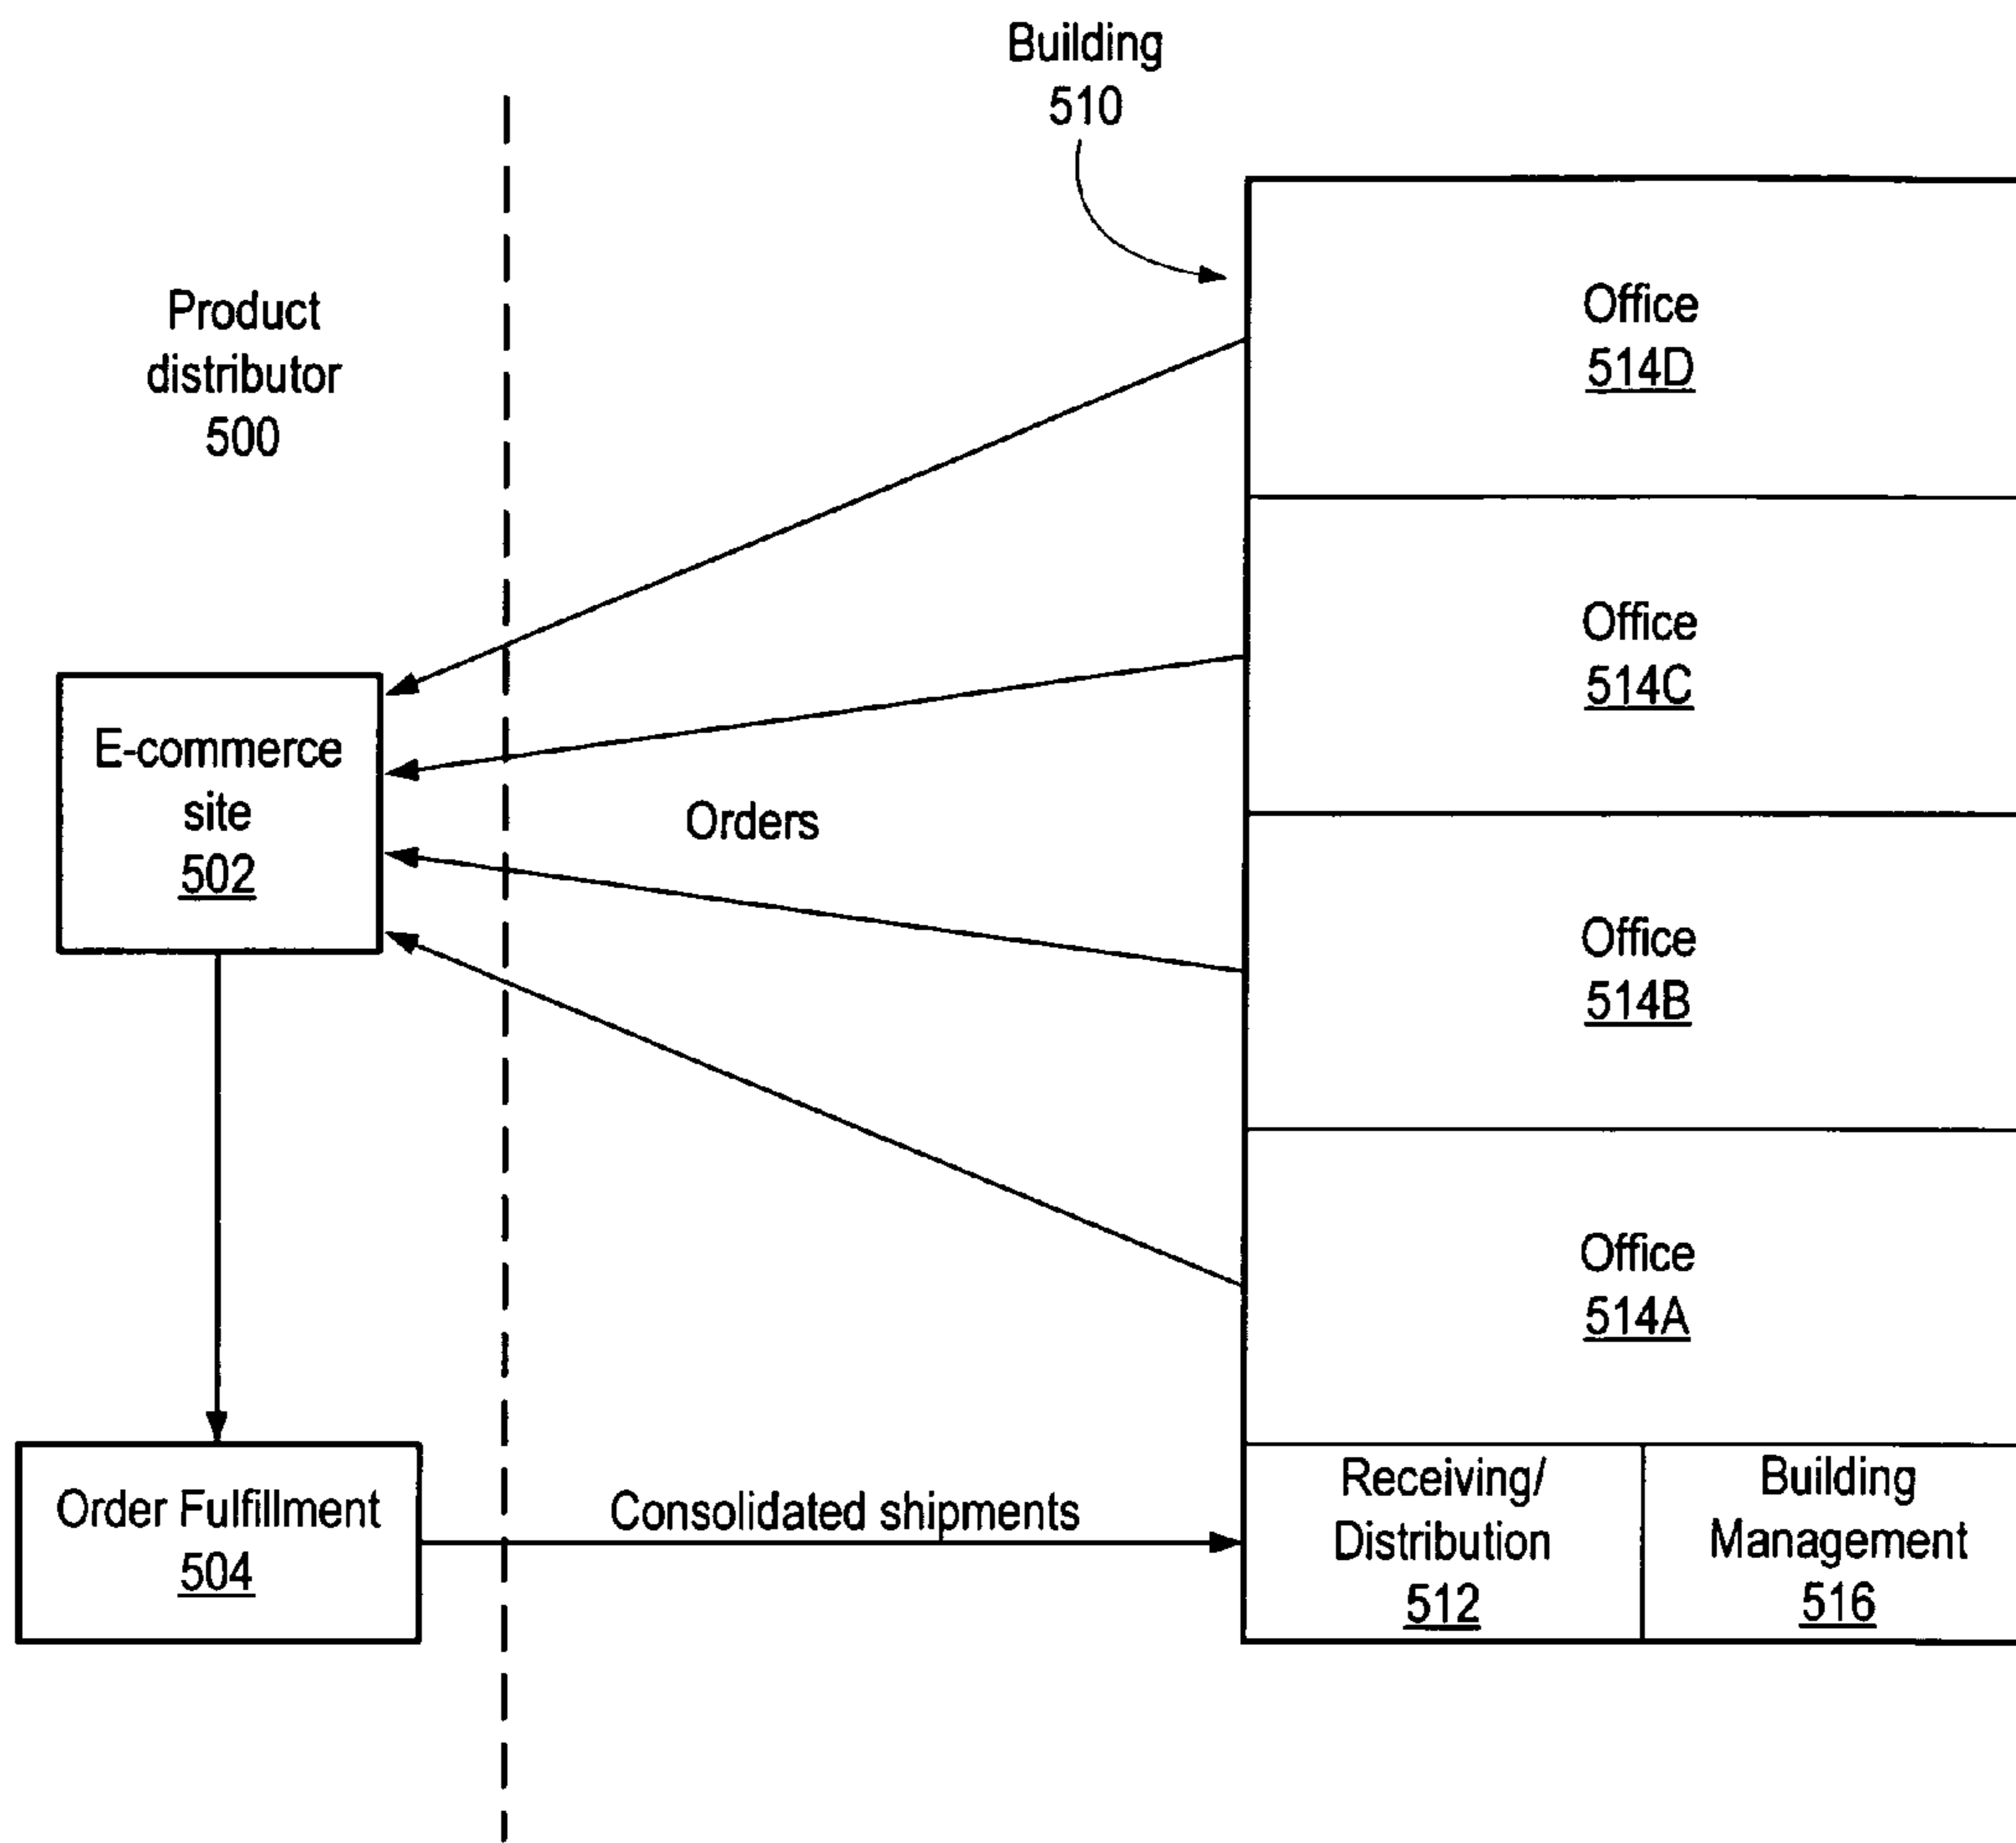 Building
510
Product
distributor
500
Office
514D
Office
514C
E-commerce
site
502
Orders
Office
514B
Office
514A
Order Fulfillment
504
Consolidated shipments
Receiving/
Distribution
512
Building
Management
516